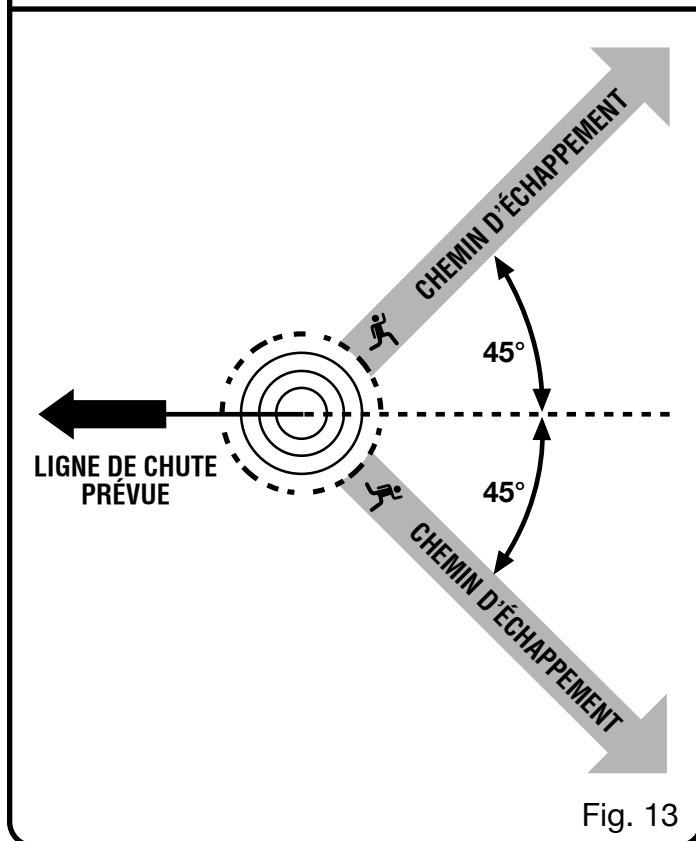 CHEMIN D'ÉCHAPPEMENT
45°
LIGNE DE CHUTE
PRÉVUE
45°
CHEMIN D'ÉCHAPPEMENT
Fig. 13